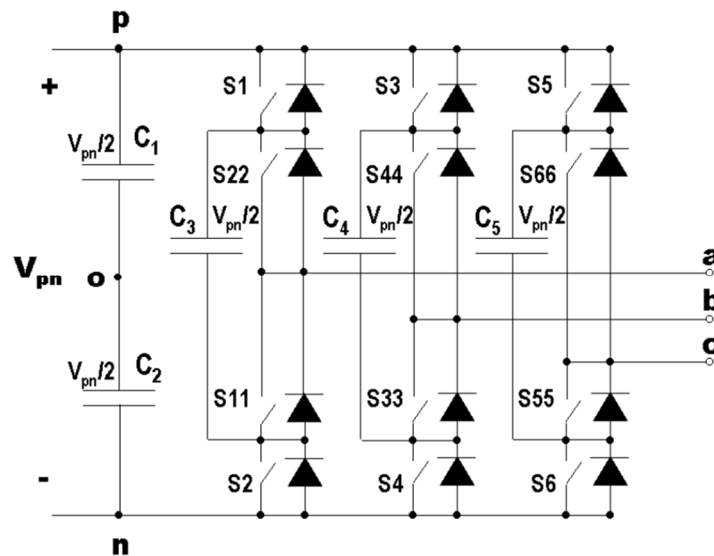 p
+
S1
S3
S5
Vpn/2
C1
S22
S44
S66
C3
Vpn/2
C4
Vpn/2
C5
Vpn/2
Vpn
o
a
b
c
Vpn/2
C2
S11
S33
S55
-
S2
S4
S6
n